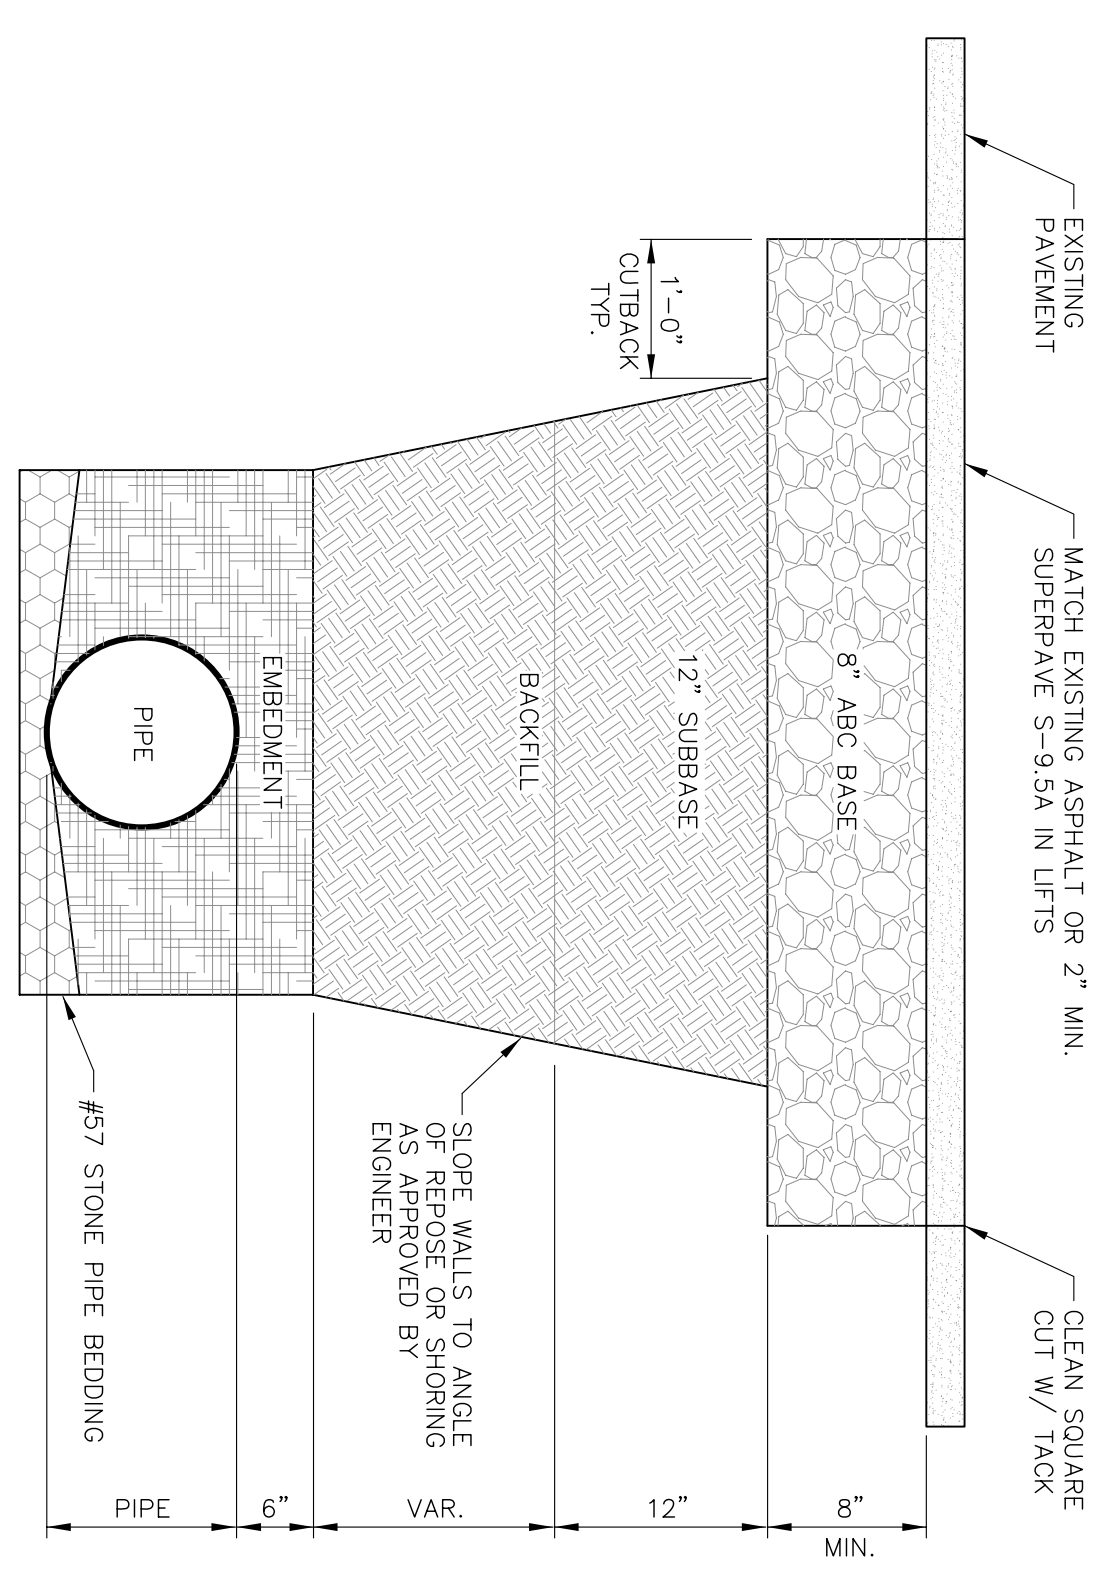 EXISTING
PAVEMENT
MATCH EXISTING ASPHALT OR 2" MIN.
SUPERPAVE S-9.5A IN LIFTS
CLEAN SQUARE
CUT W/ TACK
1'-0"
CUTBACK
TYP.
8" ABC BASE
12" SUBBASE
BACKFILL
EMBEDMENT
PIPE
SLOPE WALLS TO ANGLE
OF REPOSE OR SHORING
AS APPROVED BY
ENGINEER
#57 STONE PIPE BEDDING
8"
MIN.
12"
VAR.
6"
PIPE